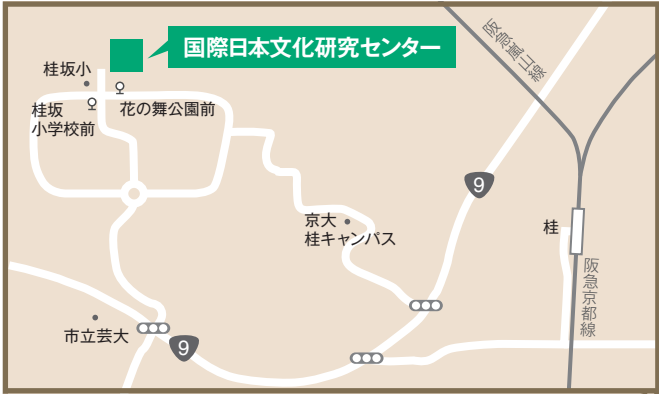 国際日本文化研究センター
阪急嵐山線
桂坂小
桂坂
小学校前
花の舞公園前
9
京大
桂キャンパス
桂
阪急京都線
市立芸大
9